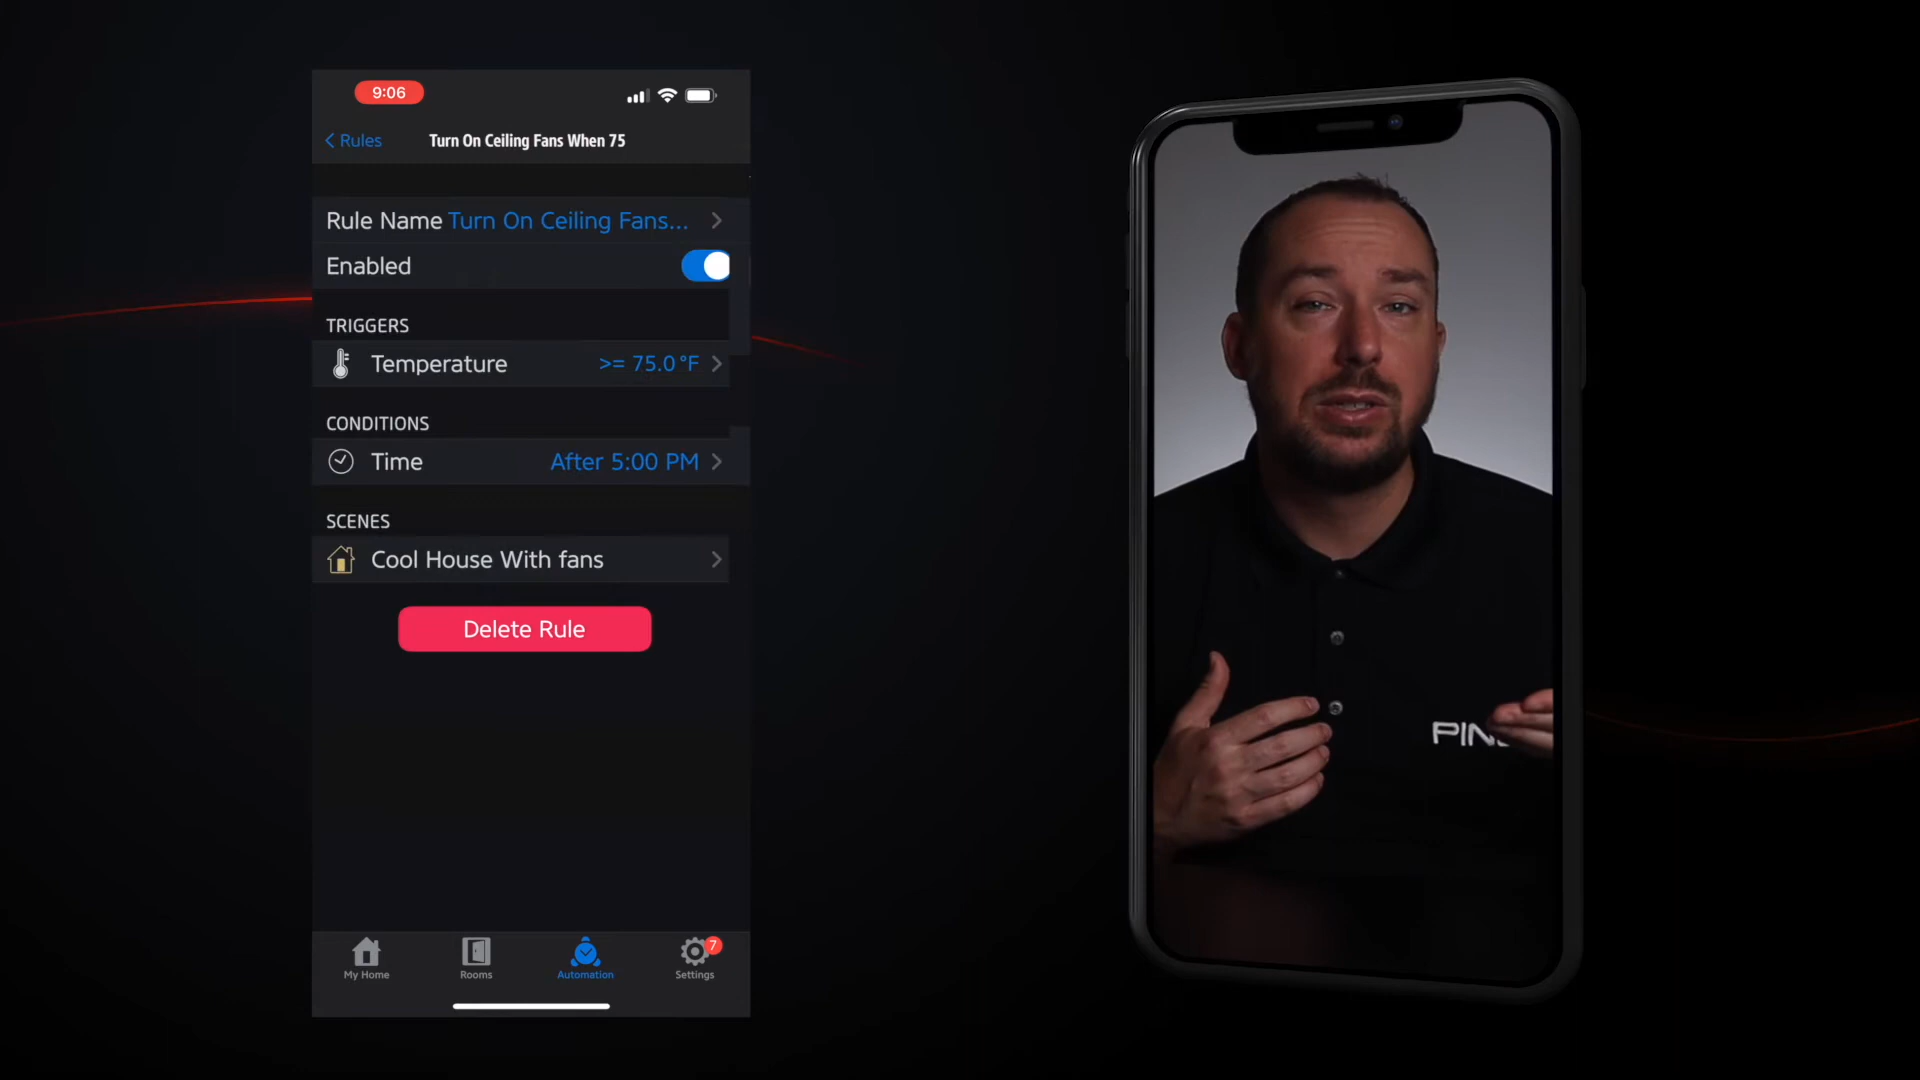 9:06
Rules
Turn On Ceiling Fans When 75
Rule Name Turn On Ceiling Fans...
Enabled
TRIGGERS
Temperature >= 75.0 °F
CONDITIONS
Time After 5:00 PM
SCENES
Cool House With fans
Delete Rule
My Home
Rooms
Automation
7
Settings